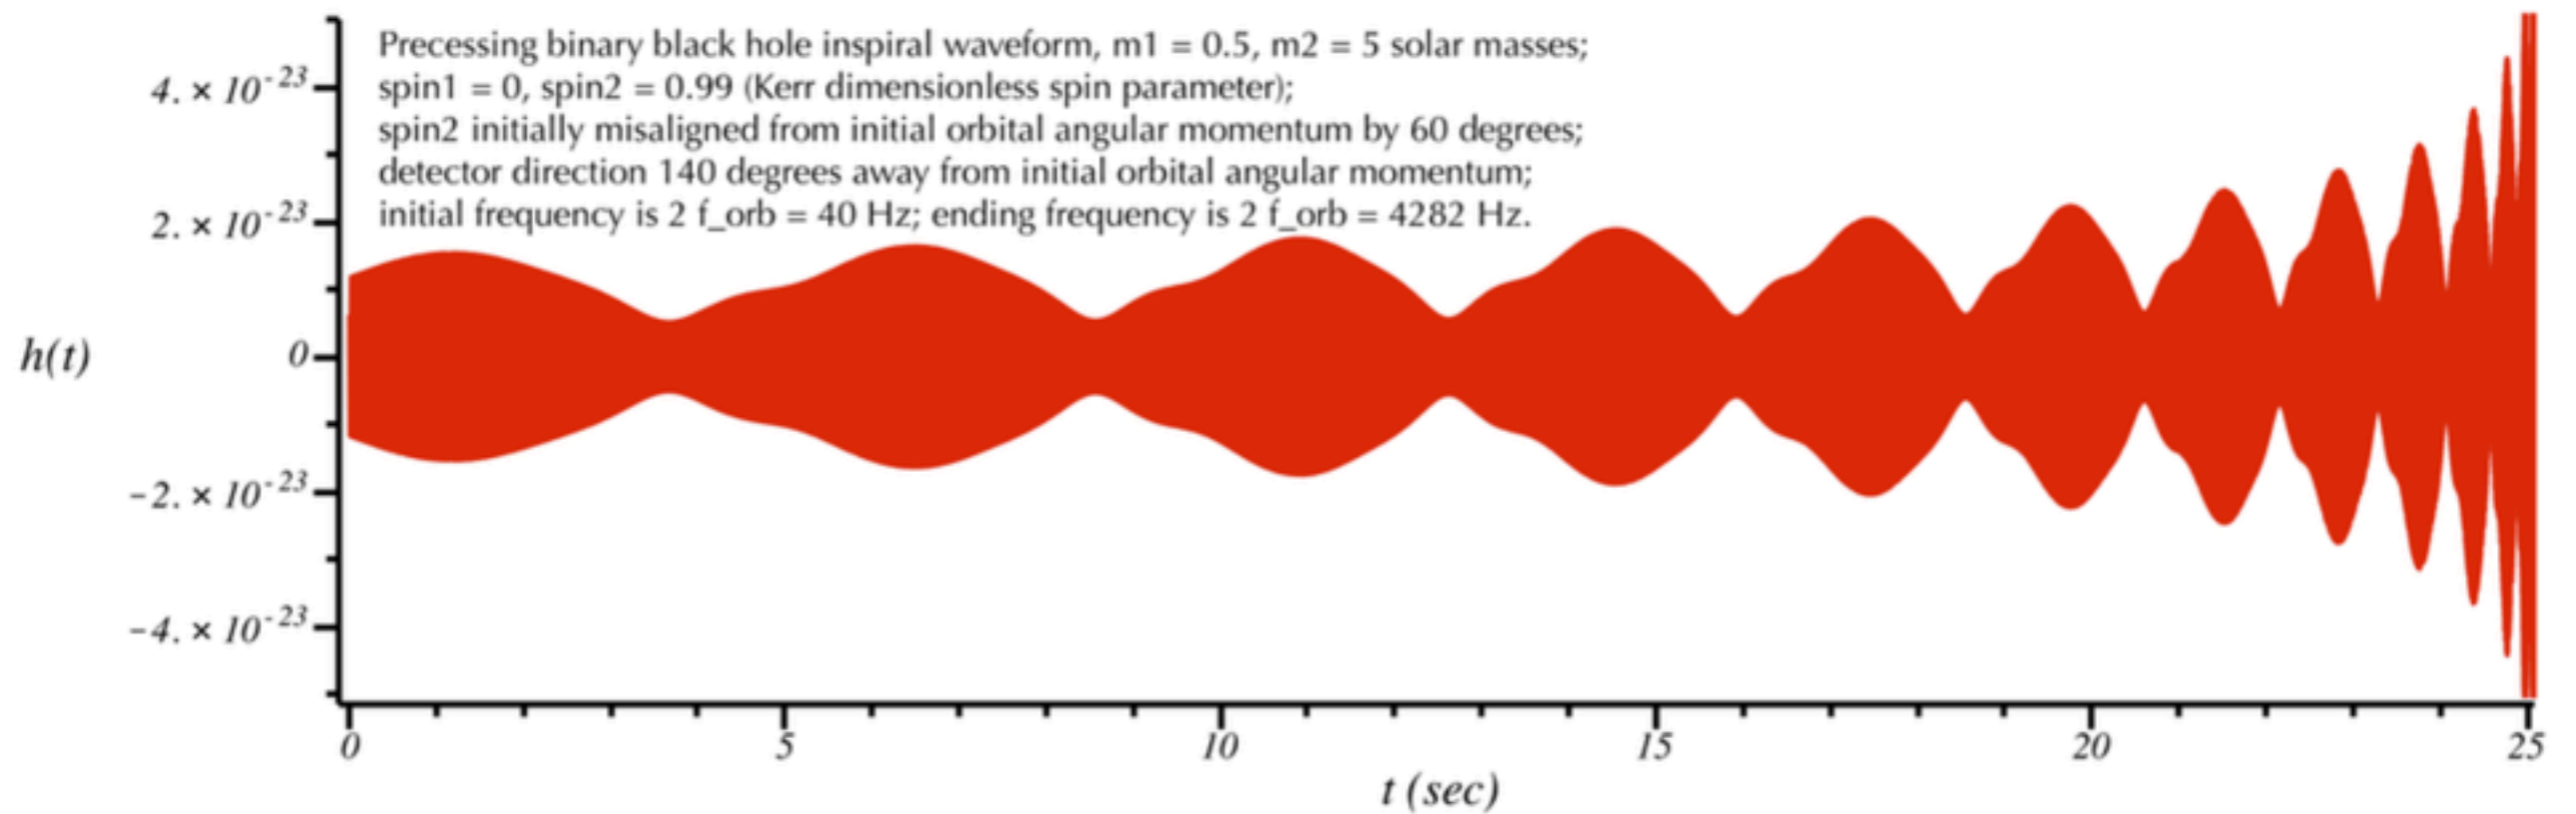 Precessing binary black hole inspiral waveform, m1 = 0.5, m2 = 5 solar masses;
spin1 = 0, spin2 = 0.99 (Kerr dimensionless spin parameter);
spin2 initially misaligned from initial orbital angular momentum by 60 degrees;
detector direction 140 degrees away from initial orbital angular momentum;
initial frequency is 2 f_orb = 40 Hz; ending frequency is 2 f_orb = 4282 Hz.
4. × 10⁻²³
2. × 10⁻²³
h(t)
0
−2. × 10⁻²³
−4. × 10⁻²³
0 5 10 15 20 25
t (sec)